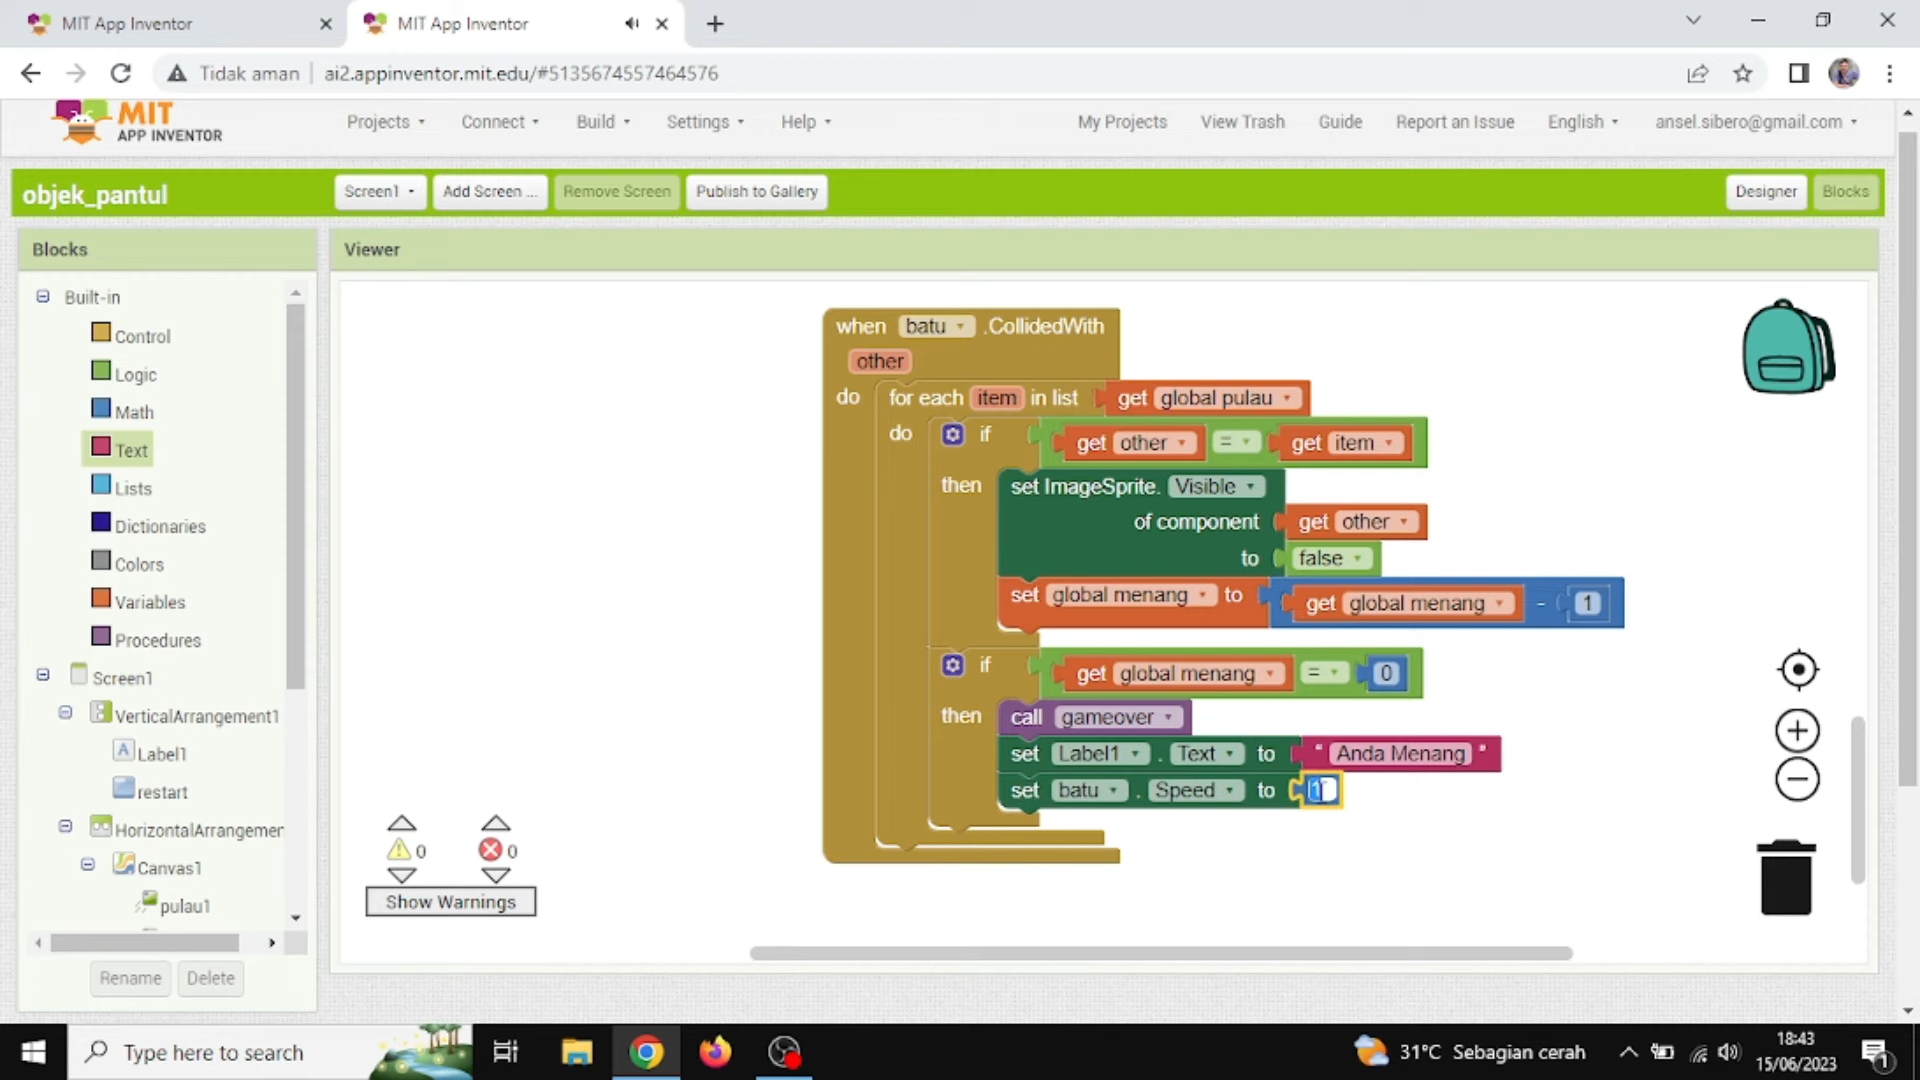 MIT App Inventor
MIT App Inventor
Tidak aman
ai2.appinventor.mit.edu/#5135674557464576
MIT
APP INVENTOR
Projects
Connect
Build
Settings
Help
My Projects
View Trash
Guide
Report an Issue
English
ansel.sibero@gmail.com
objek_pantul
Screen1
Add Screen ...
Remove Screen
Publish to Gallery
Designer
Blocks
Blocks
Viewer
Built-in
Control
Logic
Math
Text
Lists
Dictionaries
Colors
Variables
Procedures
Screen1
VerticalArrangement1
A Label1
restart
HorizontalArrangemen
Canvas1
pulau1
Rename
Delete
when batu .CollidedWith
other
do for each item in list get global pulau
do if get other = get item
then set ImageSprite. Visible
of component get other
to false
set global menang to get global menang - 1
if get global menang = 0
then call gameover
set Label1 . Text to " Anda Menang "
set batu . Speed to 1
0
0
Show Warnings
Type here to search
31°C Sebagian cerah
18:43
15/06/2023
1